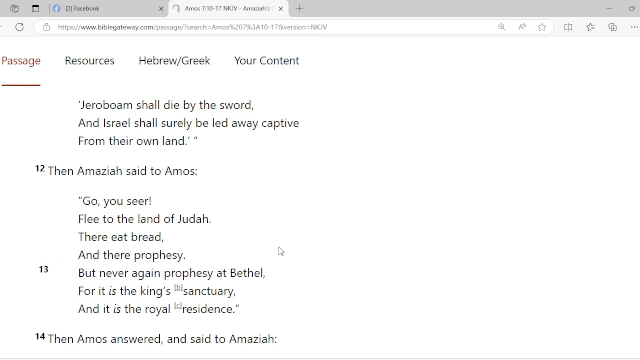 (2) Facebook
Amos 7:10-17 NKJV - Amaziah's C
https://www.biblegateway.com/passage/?search=Amos%207%3A10-17&version=NKJV
Passage Resources Hebrew/Greek Your Content
'Jeroboam shall die by the sword,
And Israel shall surely be led away captive
From their own land.' "
12 Then Amaziah said to Amos:
"Go, you seer!
Flee to the land of Judah.
There eat bread,
And there prophesy.
13 But never again prophesy at Bethel,
For it is the king's [b]sanctuary,
And it is the royal [c]residence."
14 Then Amos answered, and said to Amaziah: